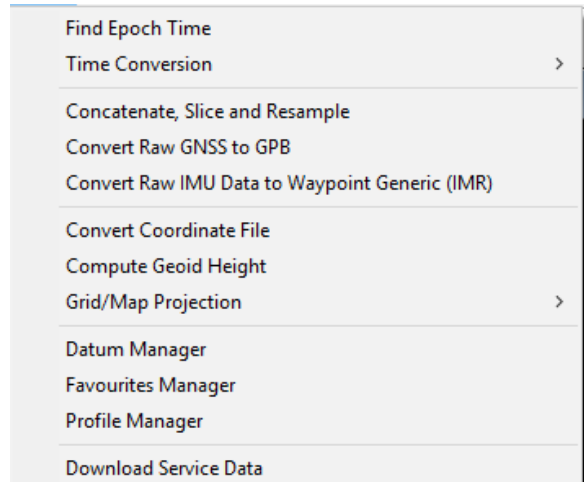 Find Epoch Time
Time Conversion
Concatenate, Slice and Resample
Convert Raw GNSS to GPB
Convert Raw IMU Data to Waypoint Generic (IMR)
Convert Coordinate File
Compute Geoid Height
Grid/Map Projection
Datum Manager
Favourites Manager
Profile Manager
Download Service Data